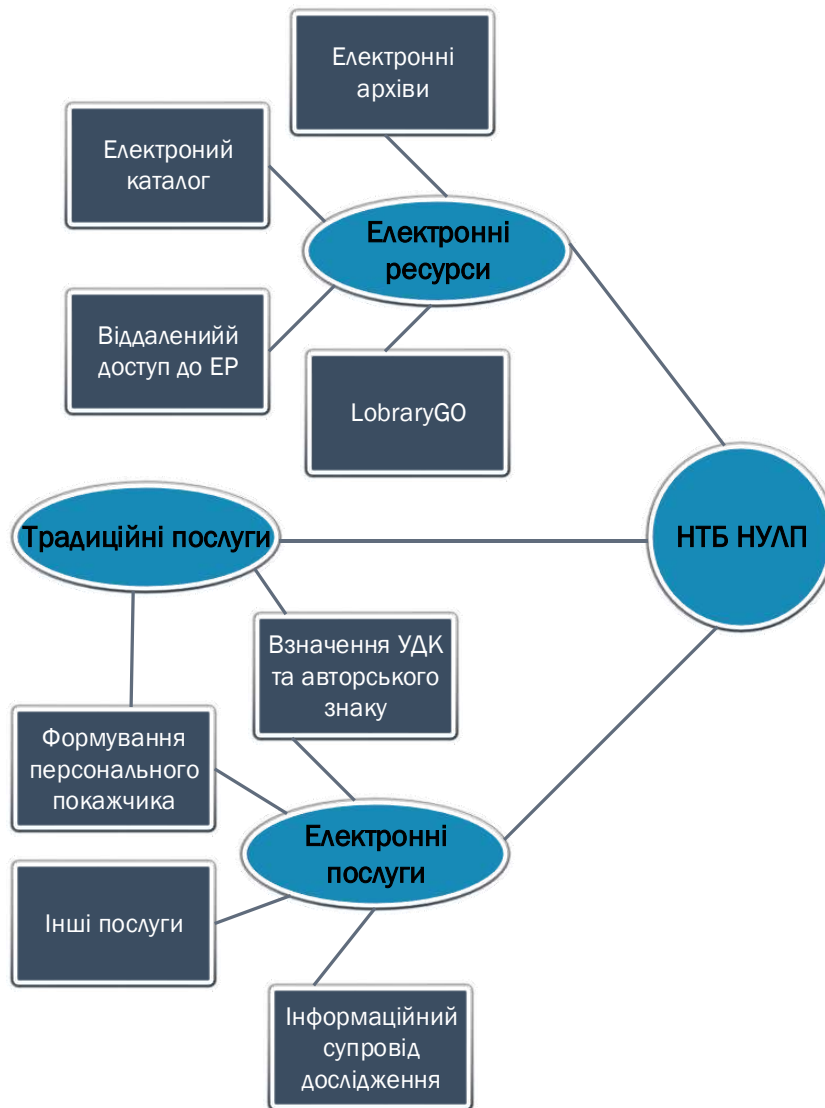 Електронні
архіви
Електроний
каталог
Електронні
ресурси
Віддаленийй
доступ до ЕР
LobraryGO
Традиційні послуги
НТБ НУЛП
Взначення УДК
та авторського
знаку
Формування
персонального
покажчика
Електронні
послуги
Інші послуги
Інформаційний
супровід
дослідження